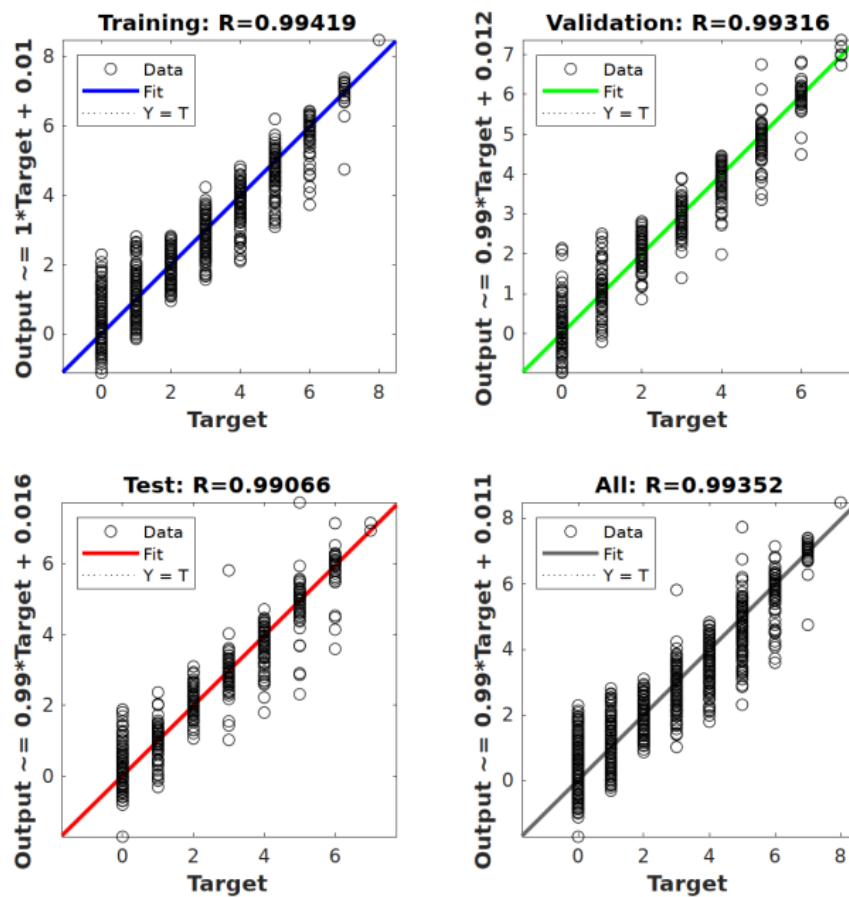 Training: R=0.99419
Output ~= 1*Target + 0.01
Data
Fit
Y = T
6
4
2
0
0
2
4
6
8
Target
Validation: R=0.99316
Output ~= 0.99*Target + 0.012
Data
Fit
Y = T
7
6
5
4
3
2
1
0
0
2
4
6
Target
Test: R=0.99066
Output ~= 0.99*Target + 0.016
Data
Fit
Y = T
6
4
2
0
0
2
4
6
Target
All: R=0.99352
Output ~= 0.99*Target + 0.011
Data
Fit
Y = T
8
6
4
2
0
0
2
4
6
8
Target